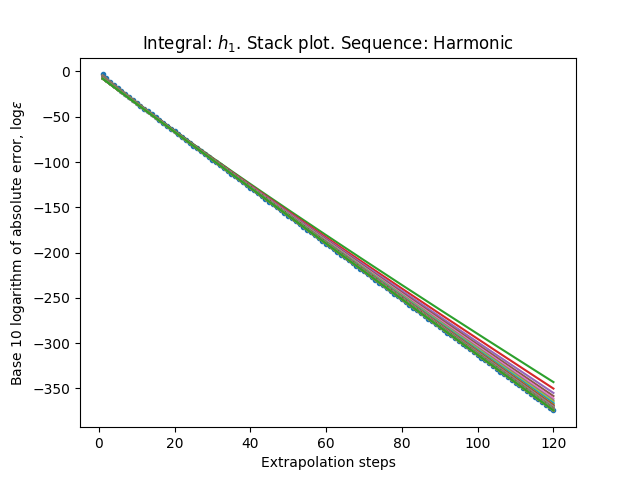 Integral: h₁. Stack plot. Sequence: Harmonic
Base 10 logarithm of absolute error, logε
0
−50
−100
−150
−200
−250
−300
−350
0 20 40 60 80 100 120
Extrapolation steps